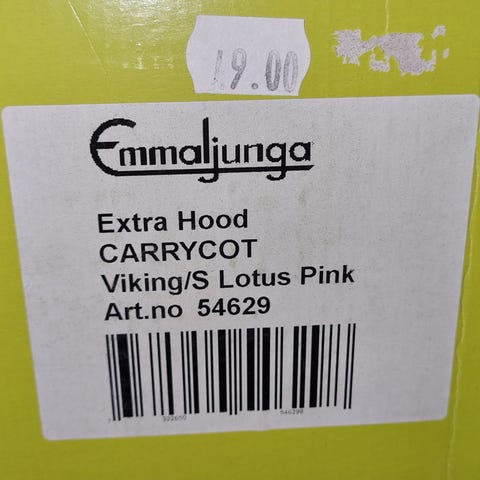 19.00
Emmaljunga
Extra Hood
CARRYCOT
Viking/S Lotus Pink
Art.no 54629